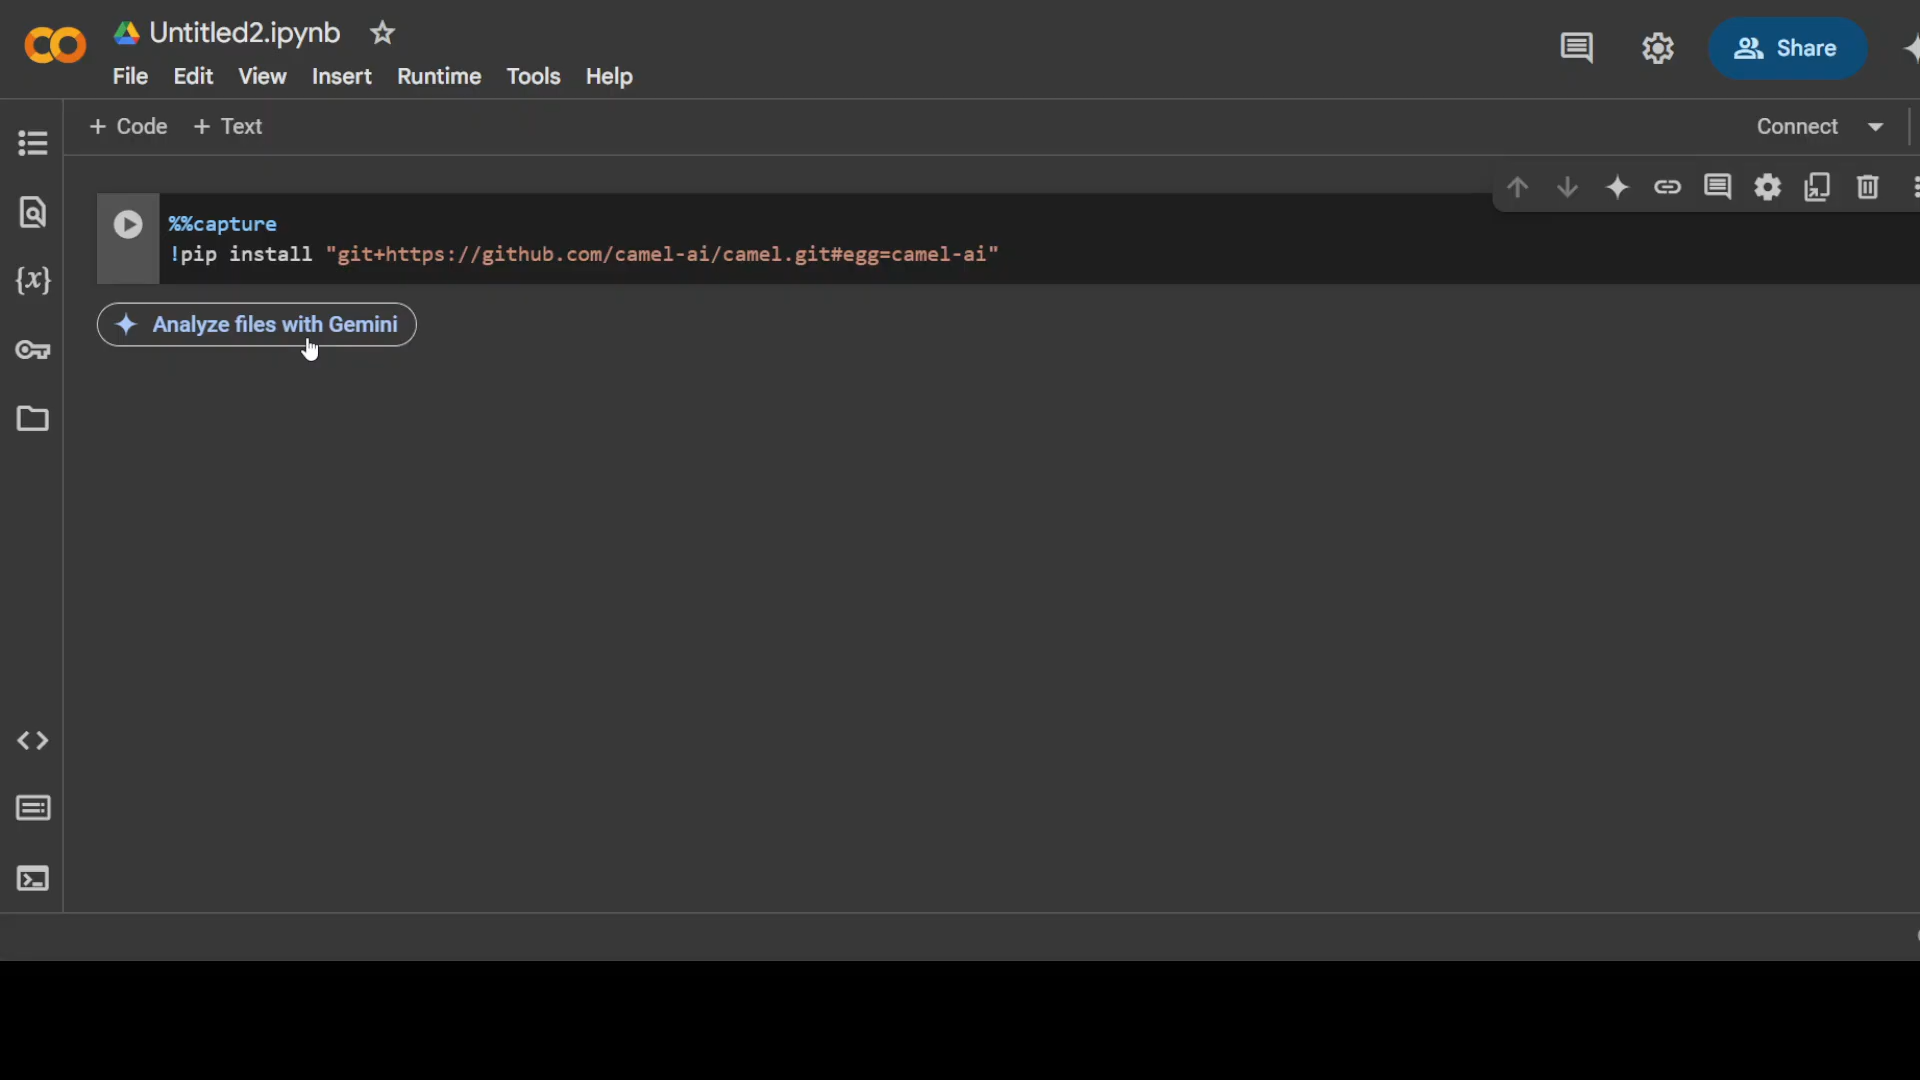 Untitled2.ipynb
File Edit View Insert Runtime Tools Help
Share
+ Code + Text
Connect
%%capture
!pip install "git+https://github.com/camel-ai/camel.git#egg=camel-ai"
Analyze files with Gemini
{x}